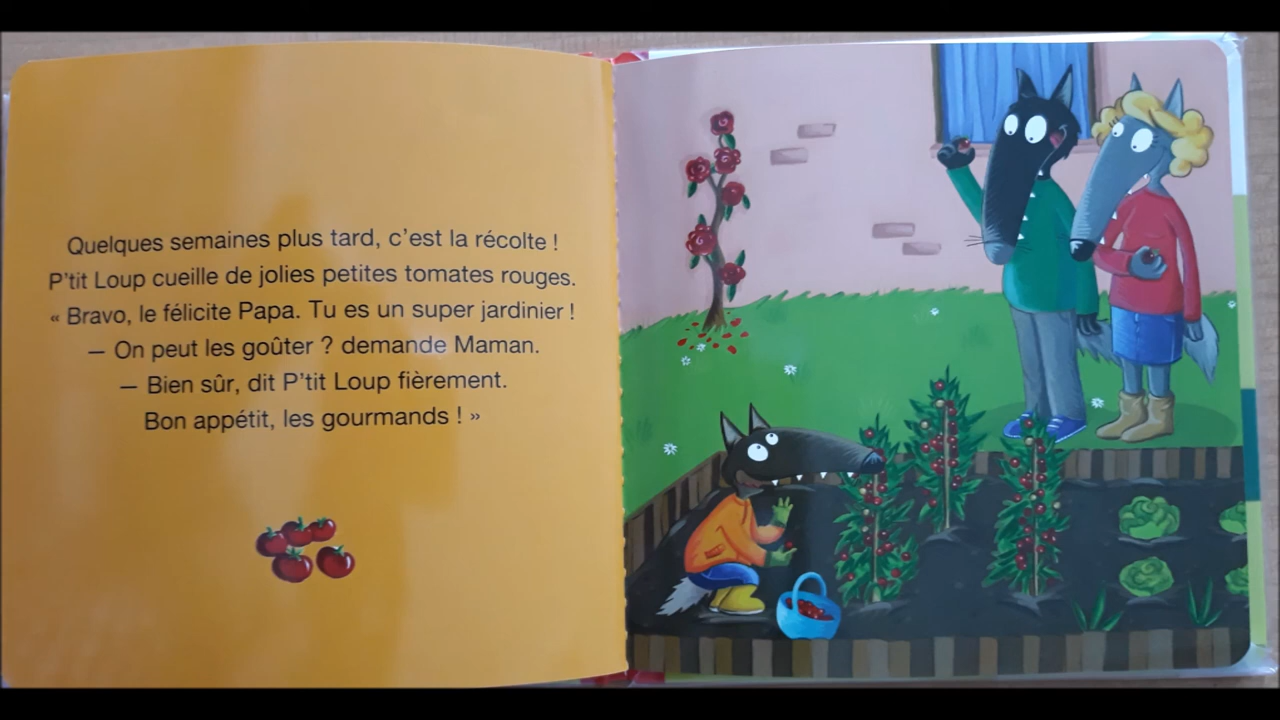 Quelques semaines plus tard, c'est la récolte !
P'tit Loup cueille de jolies petites tomates rouges.
« Bravo, le félicite Papa. Tu es un super jardinier !
— On peut les goûter ? demande Maman.
— Bien sûr, dit P'tit Loup fièrement.
Bon appétit, les gourmands ! »